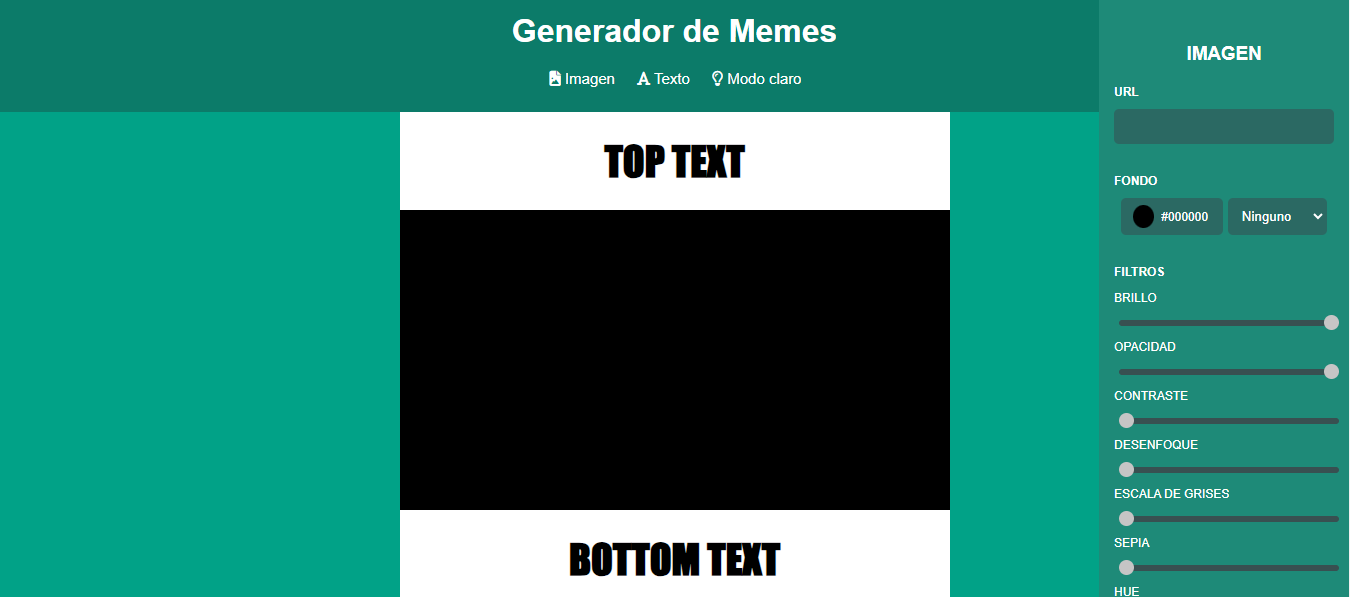 Generador de Memes
Imagen Texto Modo claro
TOP TEXT
BOTTOM TEXT
IMAGEN
URL
FONDO
#000000 Ninguno
FILTROS
BRILLO
OPACIDAD
CONTRASTE
DESENFOQUE
ESCALA DE GRISES
SEPIA
HUE